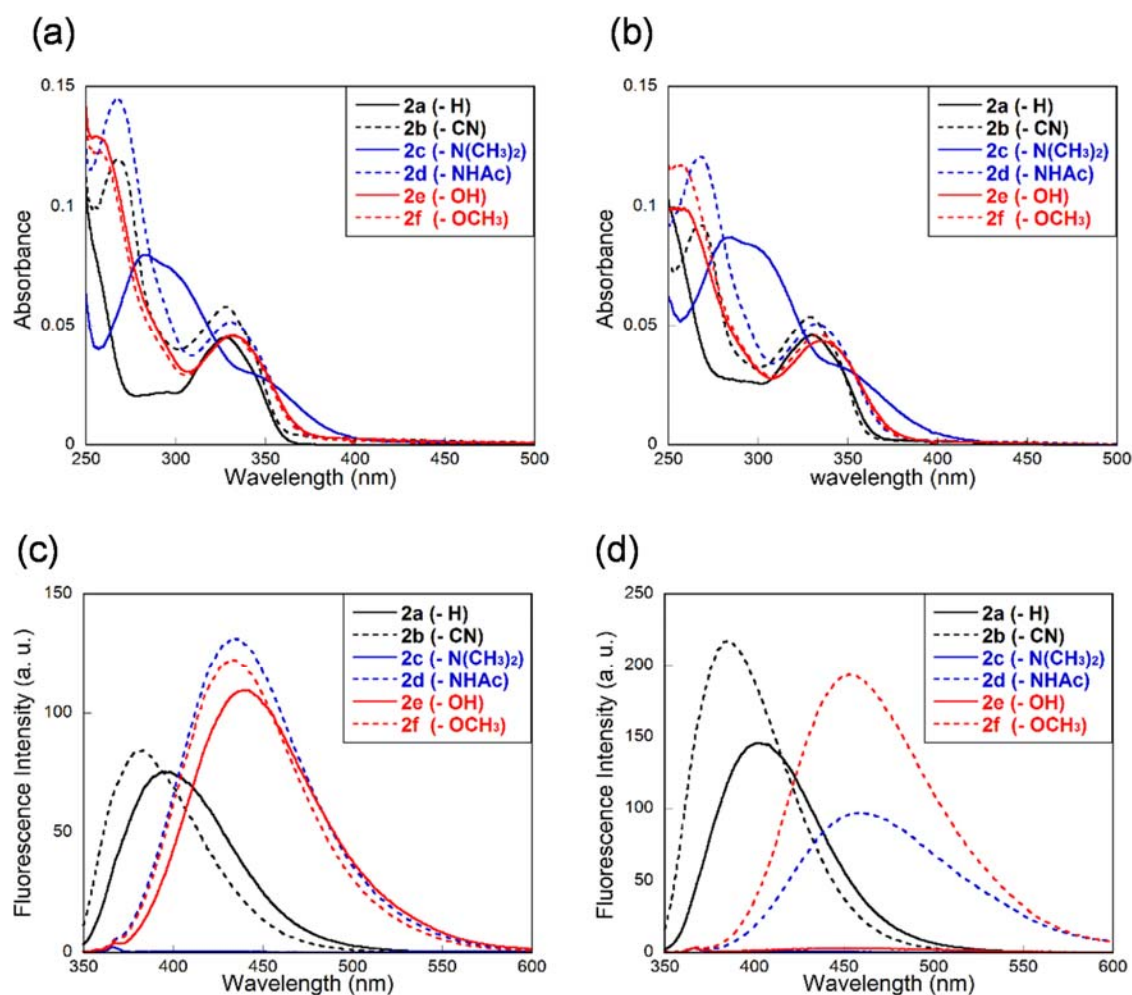 (a)
0.15
0.1
0.05
0
Absorbance
250 300 350 400 450 500
Wavelength (nm)
2a (- H)
2b (- CN)
2c (- N(CH₃)₂)
2d (- NHAc)
2e (- OH)
2f (- OCH₃)
(b)
0.15
0.1
0.05
0
Absorbance
250 300 350 400 450 500
wavelength (nm)
2a (- H)
2b (- CN)
2c (- N(CH₃)₂)
2d (- NHAc)
2e (- OH)
2f (- OCH₃)
(c)
150
100
50
0
Fluorescence Intensity (a. u.)
350 400 450 500 550 600
Wavelength (nm)
2a (- H)
2b (- CN)
2c (- N(CH₃)₂)
2d (- NHAc)
2e (- OH)
2f (- OCH₃)
(d)
250
200
150
100
50
0
Fluorescence Intensity (a. u.)
350 400 450 500 550 600
Wavelength (nm)
2a (- H)
2b (- CN)
2c (- N(CH₃)₂)
2d (- NHAc)
2e (- OH)
2f (- OCH₃)